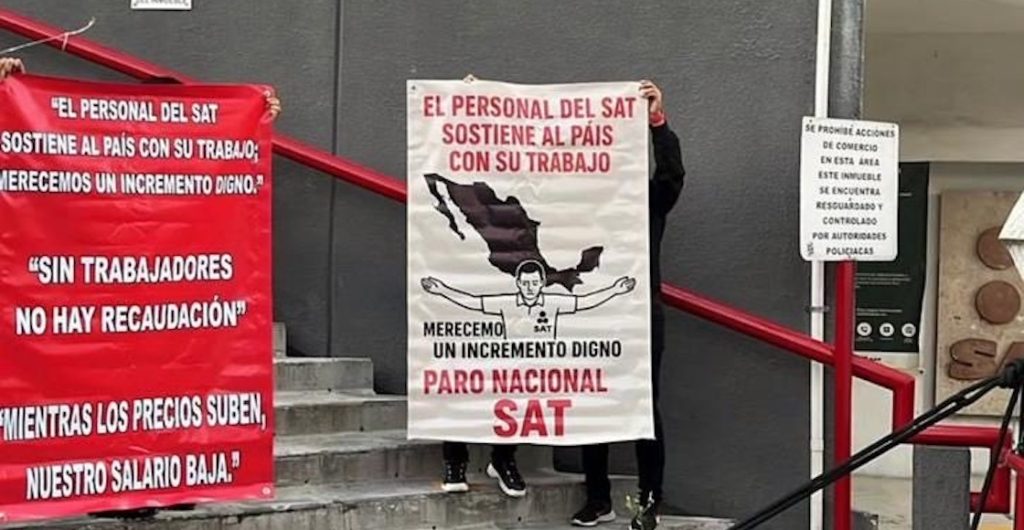 "EL PERSONAL DEL SAT
SOSTIENE AL PAÍS CON SU TRABAJO;
MERECEMOS UN INCREMENTO DIGNO."
"SIN TRABAJADORES
NO HAY RECAUDACIÓN"
"MIENTRAS LOS PRECIOS SUBEN,
NUESTRO SALARIO BAJA."
EL PERSONAL DEL SAT
SOSTIENE AL PÁIS
CON SU TRABAJO
SAT
MERECEMO
UN INCREMENTO DIGNO
PARO NACIONAL
SAT
SE PROHÍBE ACCIONES
DE COMERCIO
EN ESTA ÁREA
ESTE INMUEBLE
SE ENCUENTRA
RESGUARDADO Y
CONTROLADO
POR AUTORIDADES
POLICIACAS